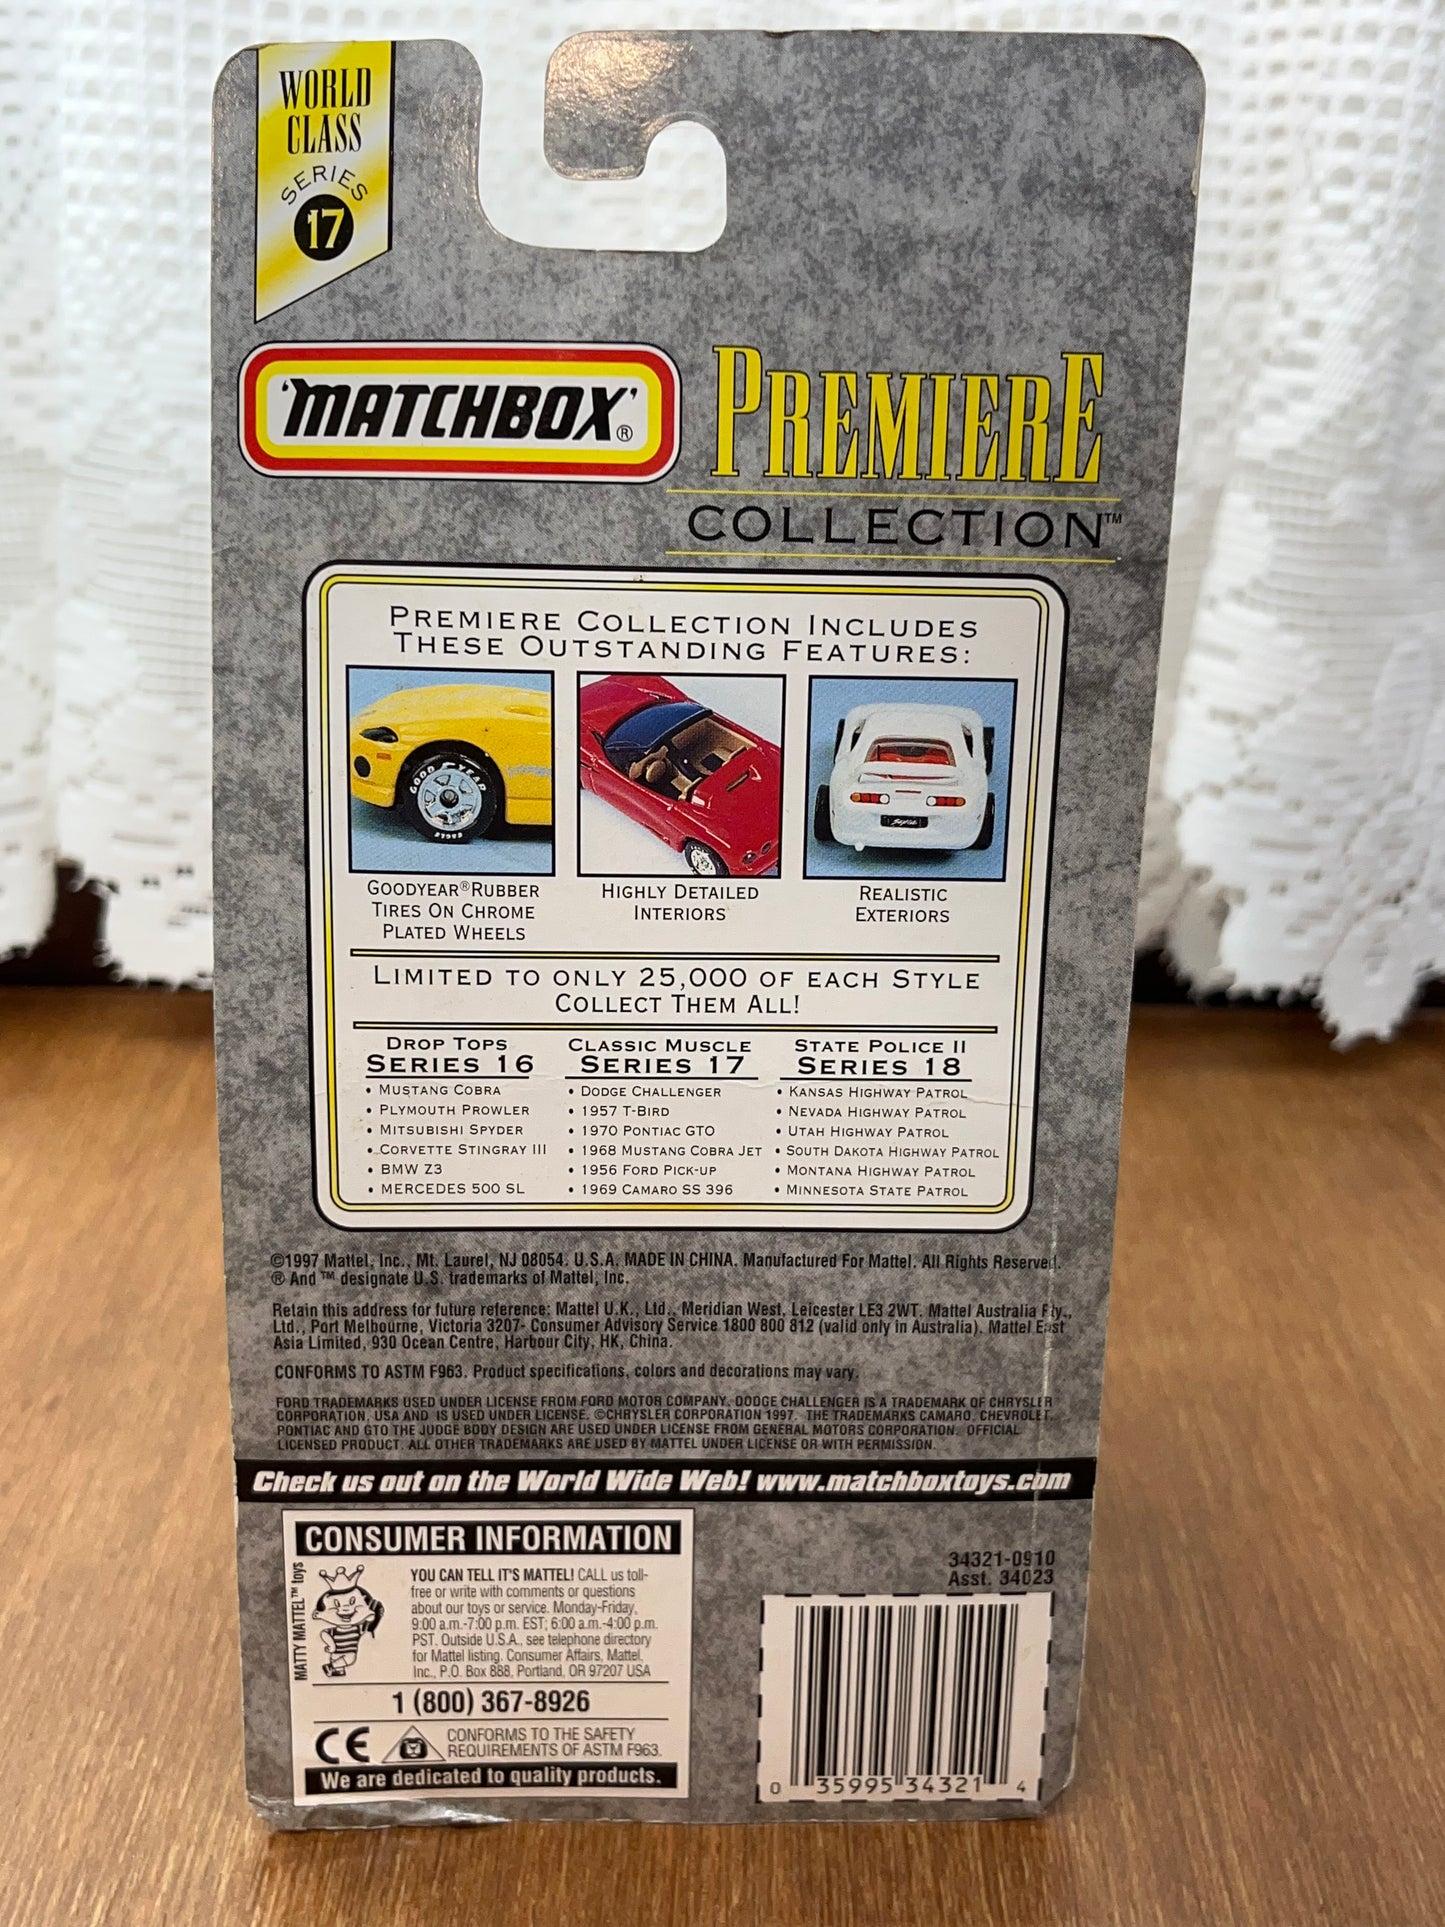 WORLD
CLASS
SERIES
17
'MATCHBOX'®
PREMIERE
COLLECTION™
PREMIERE COLLECTION INCLUDES
THESE OUTSTANDING FEATURES:
GOODYEAR
EAGLE
Supra
GOODYEAR® RUBBER
TIRES ON CHROME
PLATED WHEELS
HIGHLY DETAILED
INTERIORS
REALISTIC
EXTERIORS
LIMITED TO ONLY 25,000 OF EACH STYLE
COLLECT THEM ALL!
DROP TOPS
SERIES 16
• MUSTANG COBRA
• PLYMOUTH PROWLER
• MITSUBISHI SPYDER
• CORVETTE STINGRAY III
• BMW Z3
• MERCEDES 500 SL
CLASSIC MUSCLE
SERIES 17
• DODGE CHALLENGER
• 1957 T-BIRD
• 1970 PONTIAC GTO
• 1968 MUSTANG COBRA JET
• 1956 FORD PICK-UP
• 1969 CAMARO SS 396
STATE POLICE II
SERIES 18
• KANSAS HIGHWAY PATROL
• NEVADA HIGHWAY PATROL
• UTAH HIGHWAY PATROL
• SOUTH DAKOTA HIGHWAY PATROL
• MONTANA HIGHWAY PATROL
• MINNESOTA STATE PATROL
©1997 Mattel, Inc., Mt. Laurel, NJ 08054. U.S.A. MADE IN CHINA. Manufactured For Mattel. All Rights Reserved.
® And ™ designate U.S. trademarks of Mattel, Inc.
Retain this address for future reference: Mattel U.K., Ltd., Meridian West, Leicester LE3 2WT. Mattel Australia Pty.,
Ltd., Port Melbourne, Victoria 3207- Consumer Advisory Service 1800 800 812 (valid only in Australia). Mattel East
Asia Limited, 930 Ocean Centre, Harbour City, HK, China.
CONFORMS TO ASTM F963. Product specifications, colors and decorations may vary.
FORD TRADEMARKS USED UNDER LICENSE FROM FORD MOTOR COMPANY. DODGE CHALLENGER IS A TRADEMARK OF CHRYSLER
CORPORATION, USA AND IS USED UNDER LICENSE. ©CHRYSLER CORPORATION 1997. THE TRADEMARKS CAMARO, CHEVROLET,
PONTIAC AND GTO THE JUDGE BODY DESIGN ARE USED UNDER LICENSE FROM GENERAL MOTORS CORPORATION. OFFICIAL
LICENSED PRODUCT. ALL OTHER TRADEMARKS ARE USED BY MATTEL UNDER LICENSE OR WITH PERMISSION.
Check us out on the World Wide Web! www.matchboxtoys.com
CONSUMER INFORMATION
MATTY MATTEL™ toys
YOU CAN TELL IT'S MATTEL! CALL us toll-
free or write with comments or questions
about our toys or service. Monday-Friday,
9:00 a.m.-7:00 p.m. EST; 6:00 a.m.-4:00 p.m.
PST. Outside U.S.A., see telephone directory
for Mattel listing. Consumer Affairs, Mattel,
Inc., P.O. Box 888, Portland, OR 97207 USA
1 (800) 367-8926
CE
CONFORMS TO THE SAFETY
REQUIREMENTS OF ASTM F963.
We are dedicated to quality products.
34321-0910
Asst. 34023
0 35995 34321 4